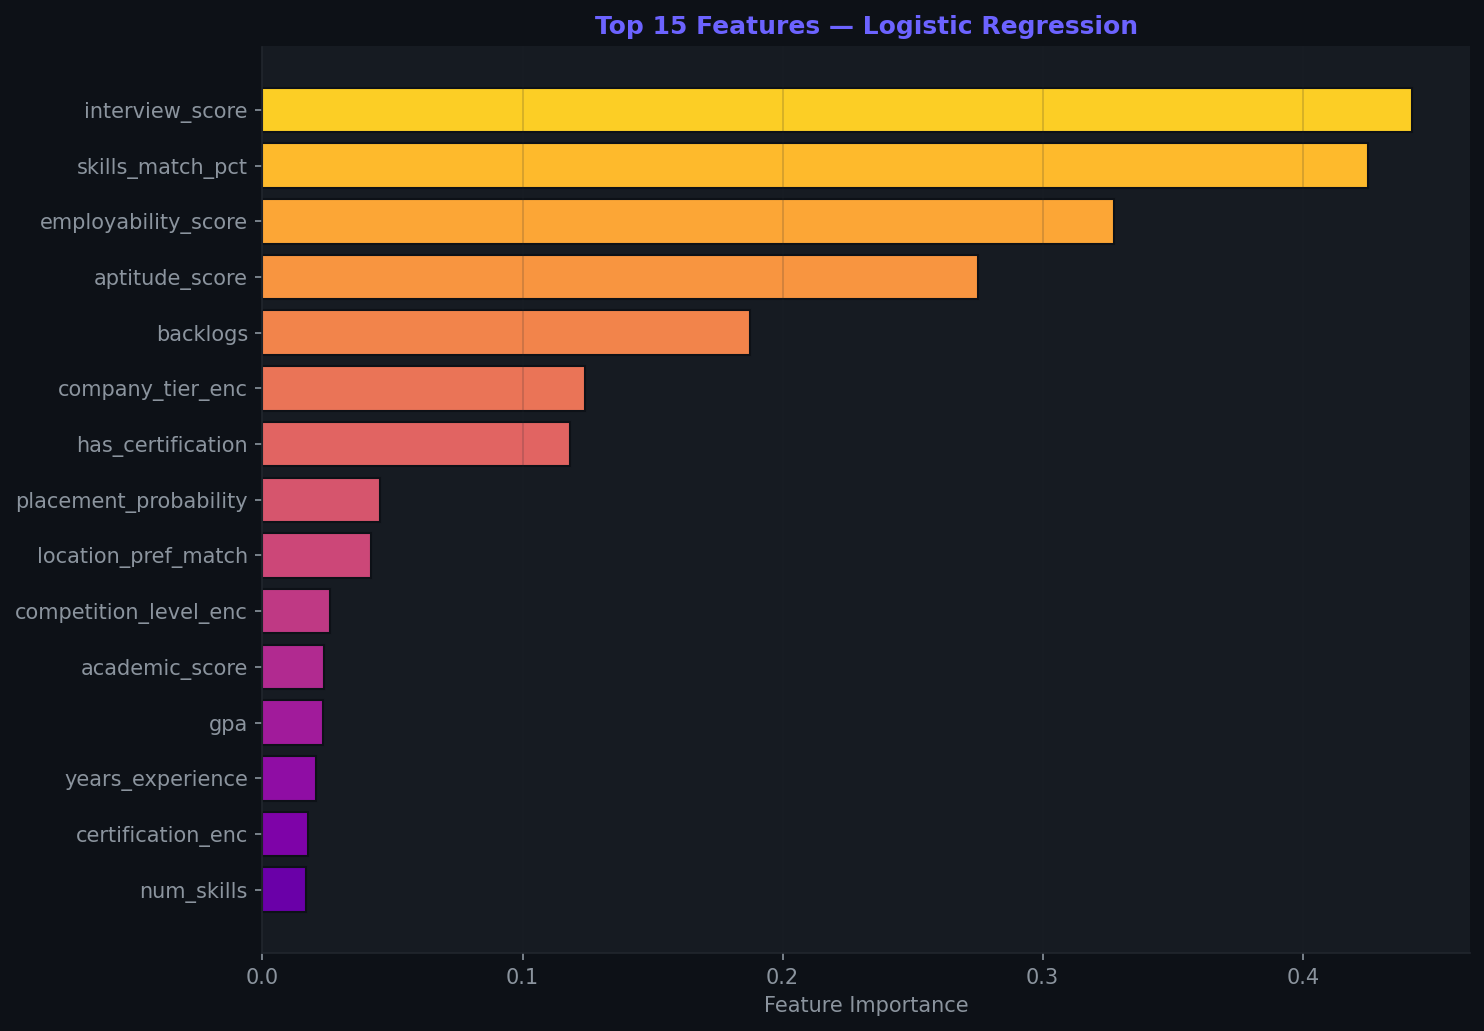 Top 15 Features — Logistic Regression
interview_score
skills_match_pct
employability_score
aptitude_score
backlogs
company_tier_enc
has_certification
placement_probability
location_pref_match
competition_level_enc
academic_score
gpa
years_experience
certification_enc
num_skills
0.0 0.1 0.2 0.3 0.4
Feature Importance